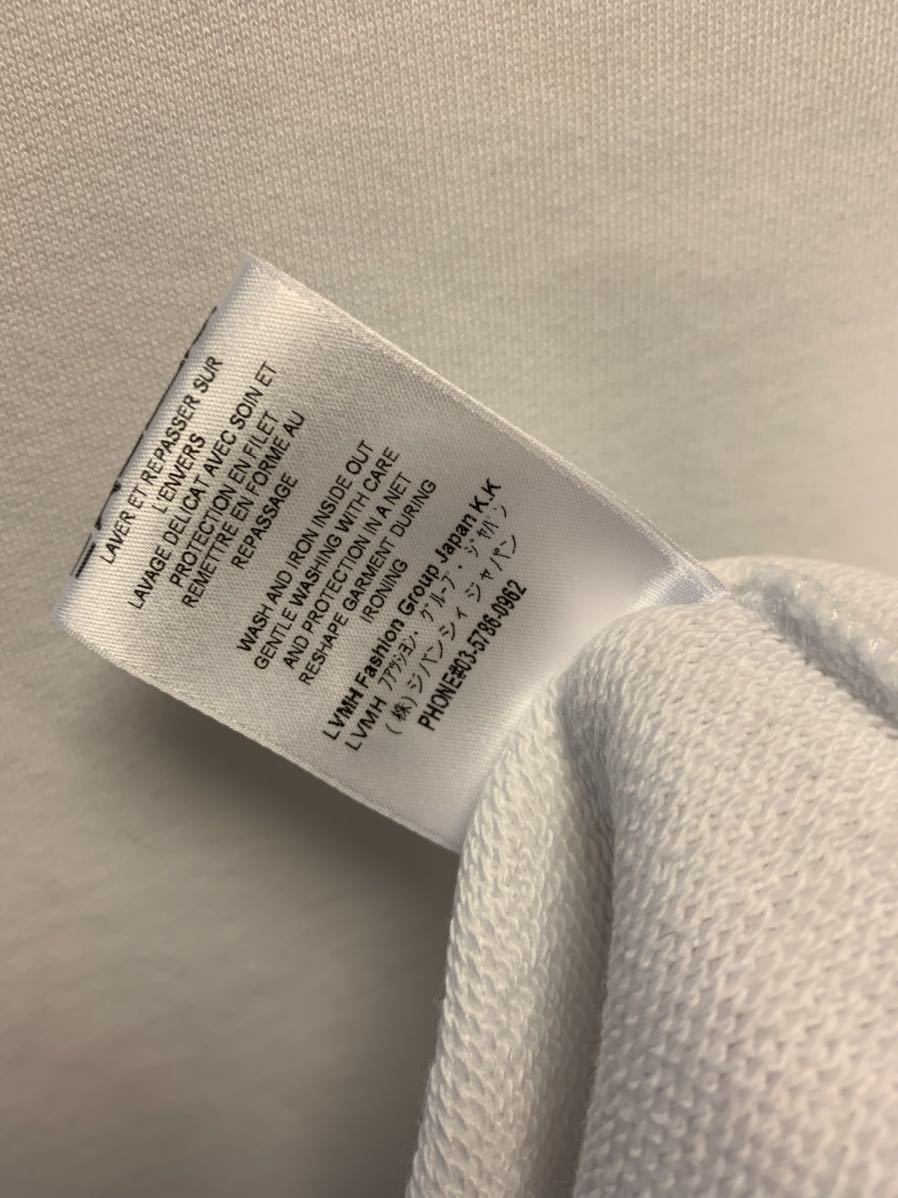 LAVER ET REPASSER SUR
L'ENVERS
LAVAGE DELICAT AVEC SOIN ET
PROTECTION EN FILET
REMETTRE EN FORME AU
REPASSAGE
WASH AND IRON INSIDE OUT
GENTLE WASHING WITH CARE
AND PROTECTION IN A NET
RESHAPE GARMENT DURING
IRONING
LVMH Fashion Group Japan K.K
LVMH ファッション・グループ・ジャパン
(株) ジバンシィ ジャパン
PHONE#03-5786-0962